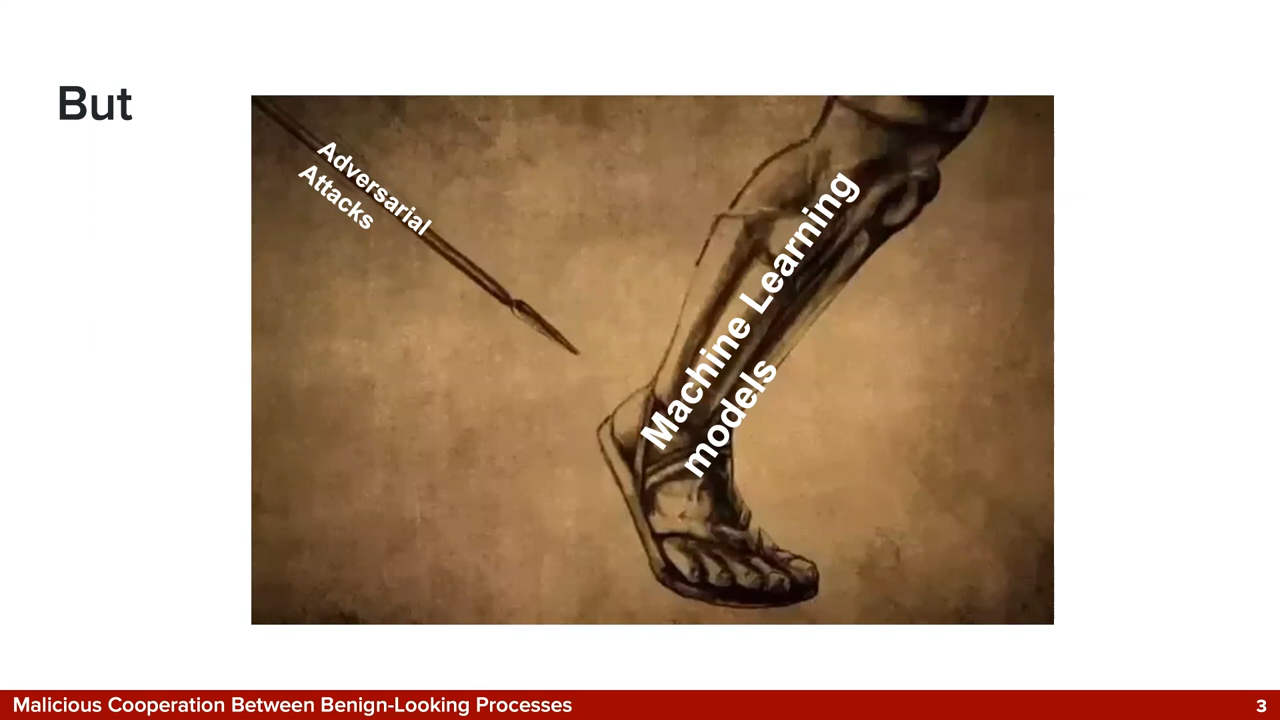 But
Adversarial
Attacks
Machine Learning
models
Malicious Cooperation Between Benign-Looking Processes
3